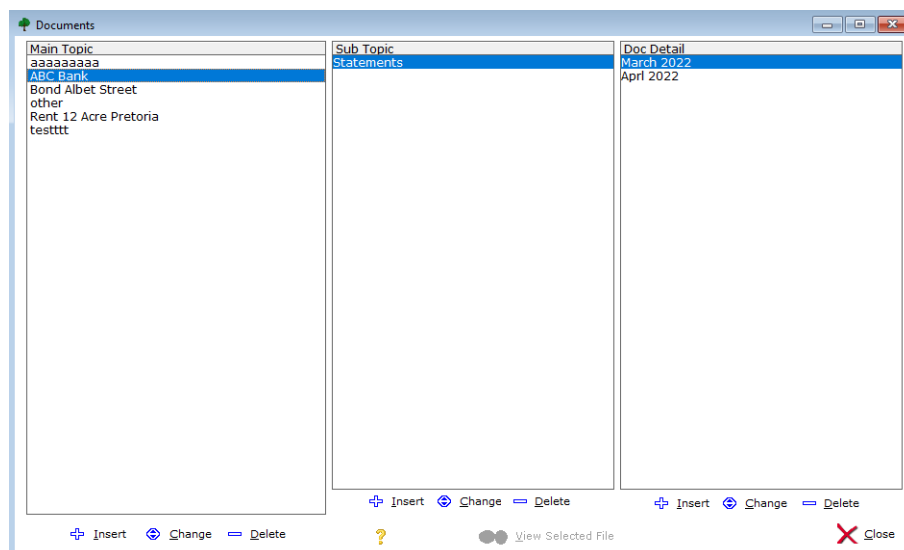 Documents
Main Topic
aaaaaaaaa
ABC Bank
Bond Albet Street
other
Rent 12 Acre Pretoria
testttt
Sub Topic
Statements
Doc Detail
March 2022
Aprl 2022
Insert Change Delete
Insert Change Delete
Insert Change Delete
? View Selected File
Close